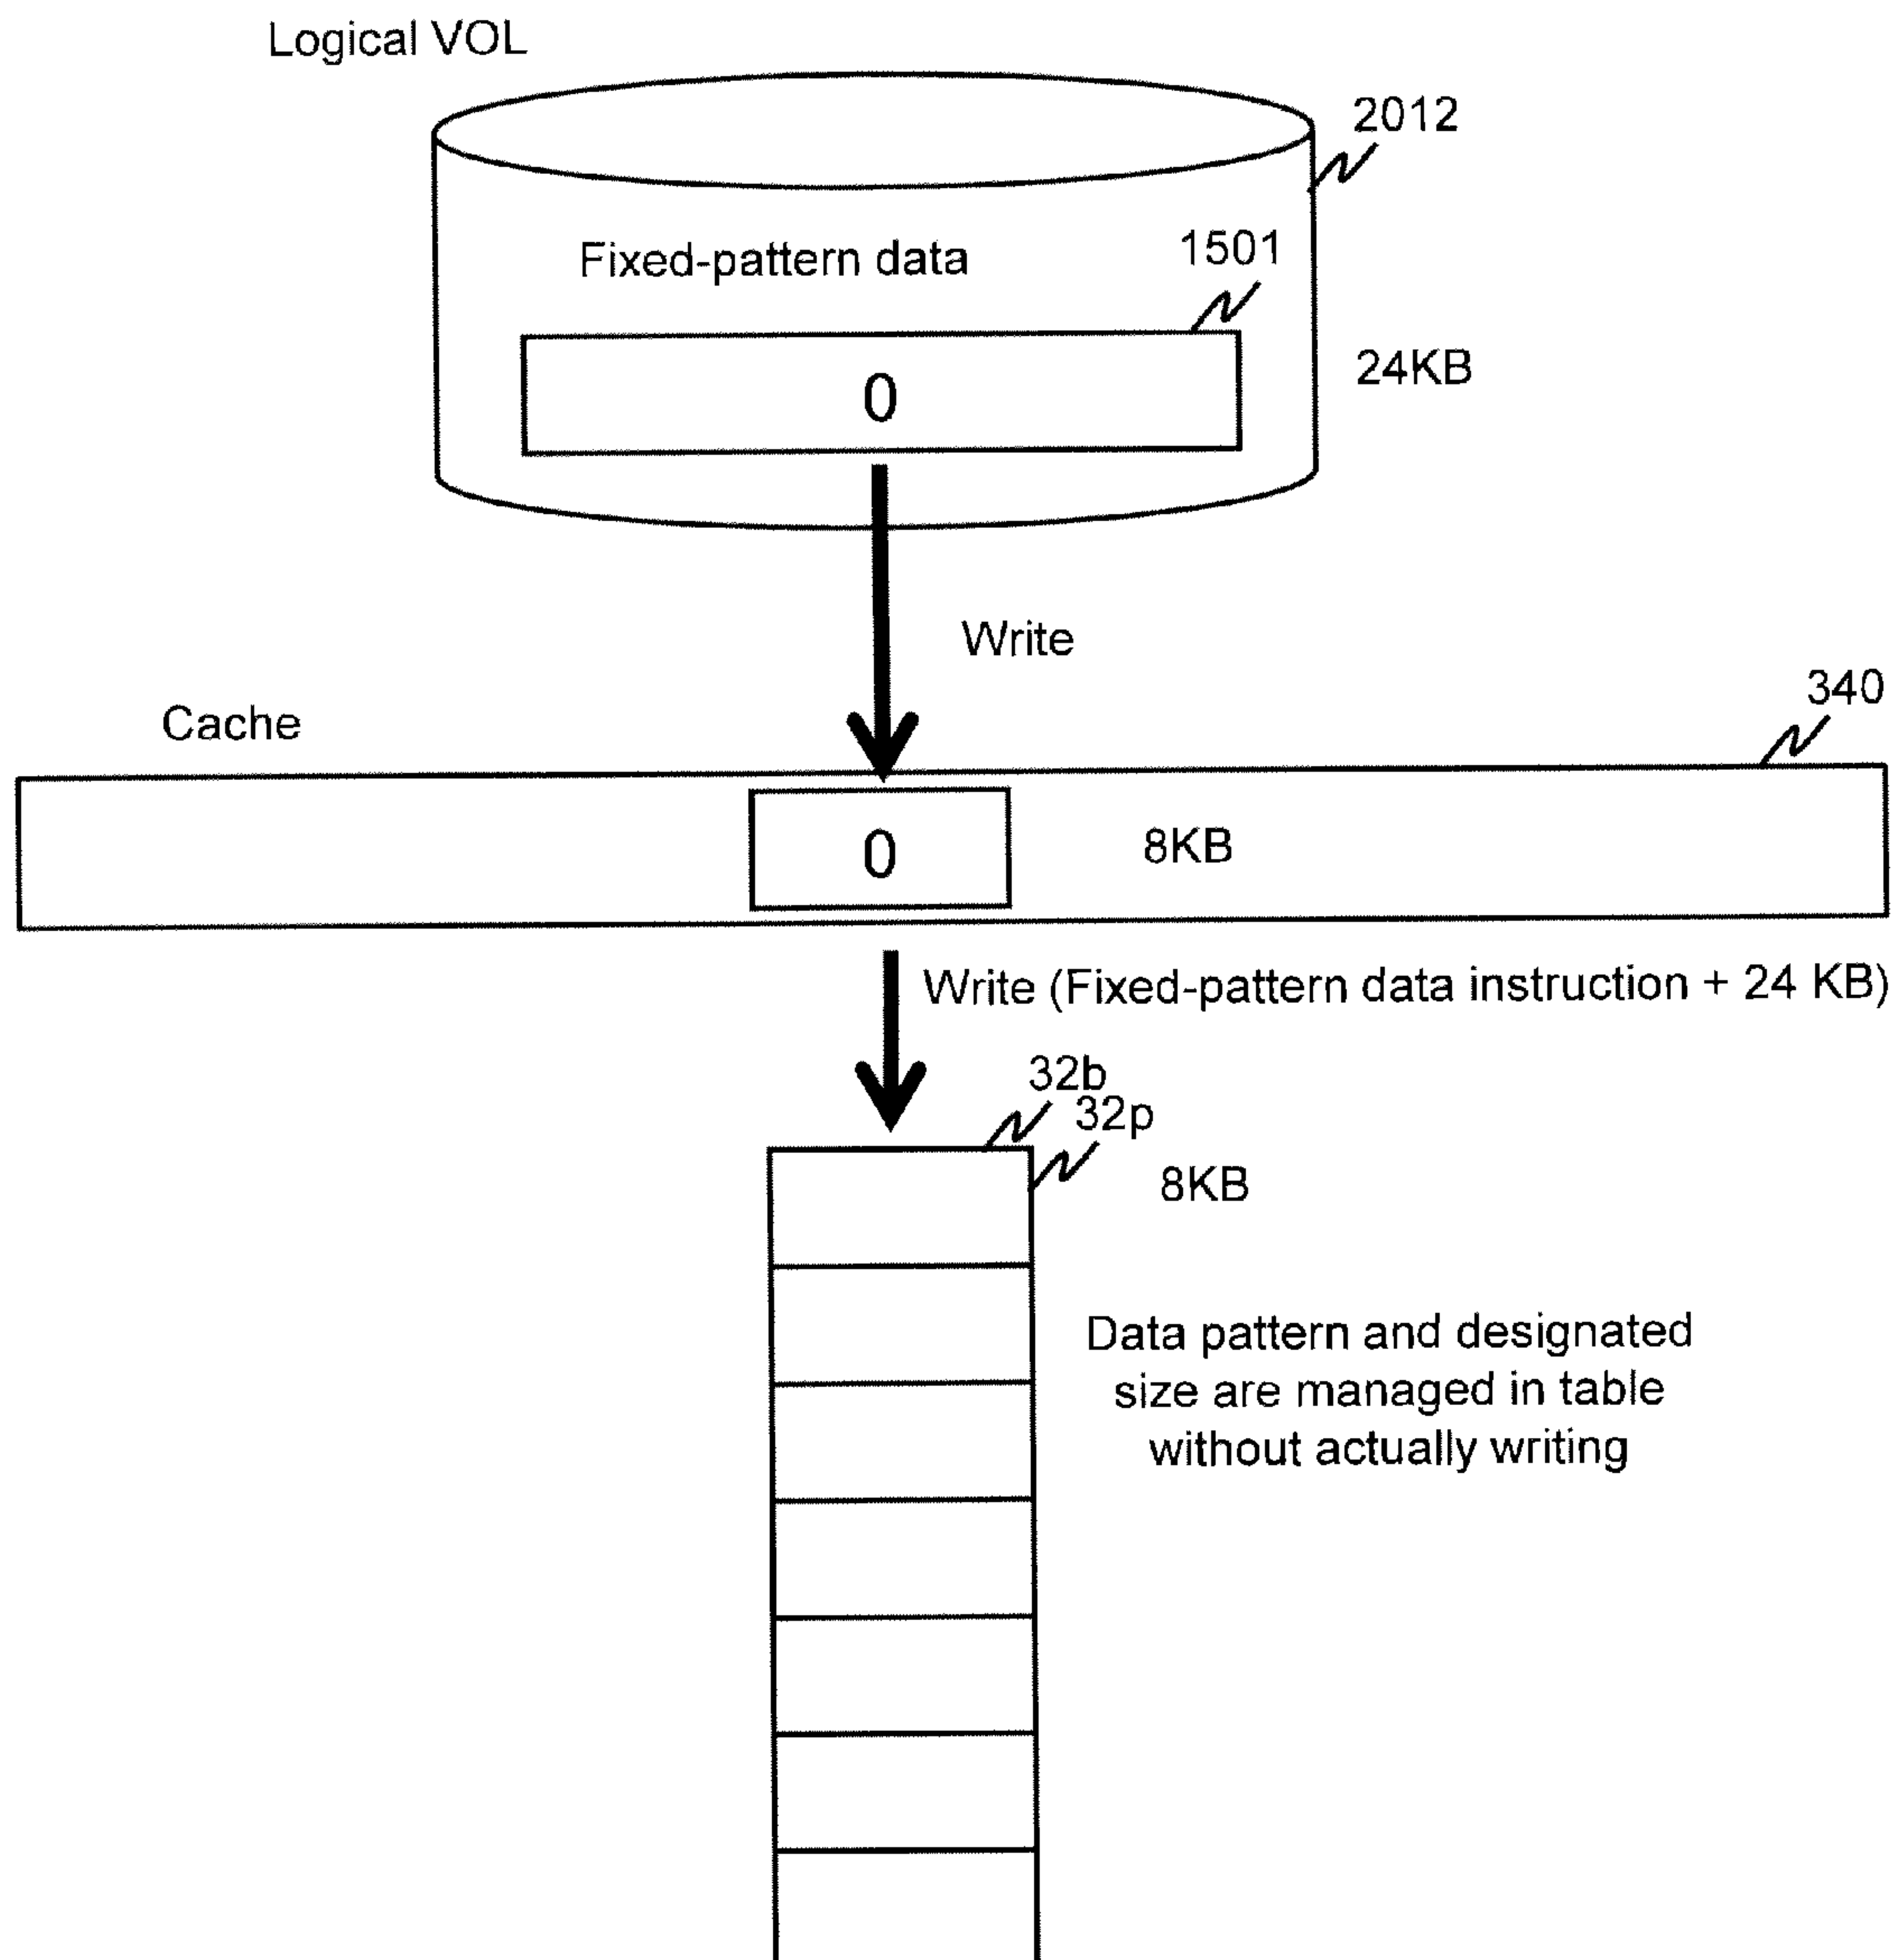 Logical VOL
2012
Fixed-pattern data
1501
0
24KB
Write
Cache
340
0
8KB
Write (Fixed-pattern data instruction + 24 KB)
32b
32p
8KB
Data pattern and designated
size are managed in table
without actually writing